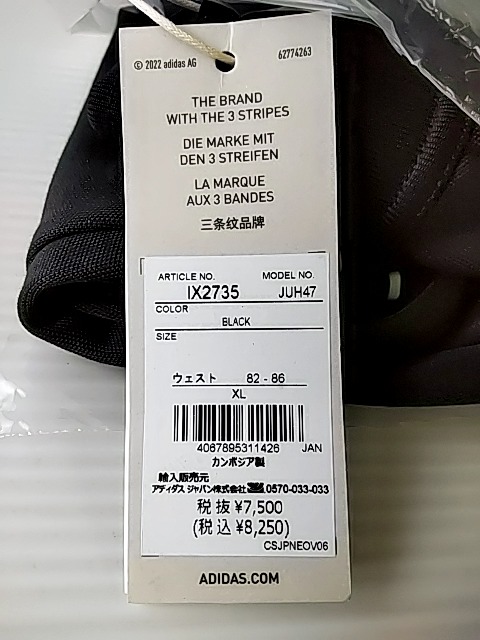 © 2022 adidas AG
62774263
THE BRAND
WITH THE 3 STRIPES
DIE MARKE MIT
DEN 3 STREIFEN
LA MARQUE
AUX 3 BANDES
三条纹品牌
ARTICLE NO. MODEL NO.
IX2735 JUH47
COLOR
BLACK
SIZE
ウェスト 82 - 86
XL
4067895311426 JAN
カンボジア製
輸入販売元
アディダス ジャパン株式会社 0570-033-033
税抜 ¥7,500
(税込 ¥8,250)
CSJPNEOV06
ADIDAS.COM